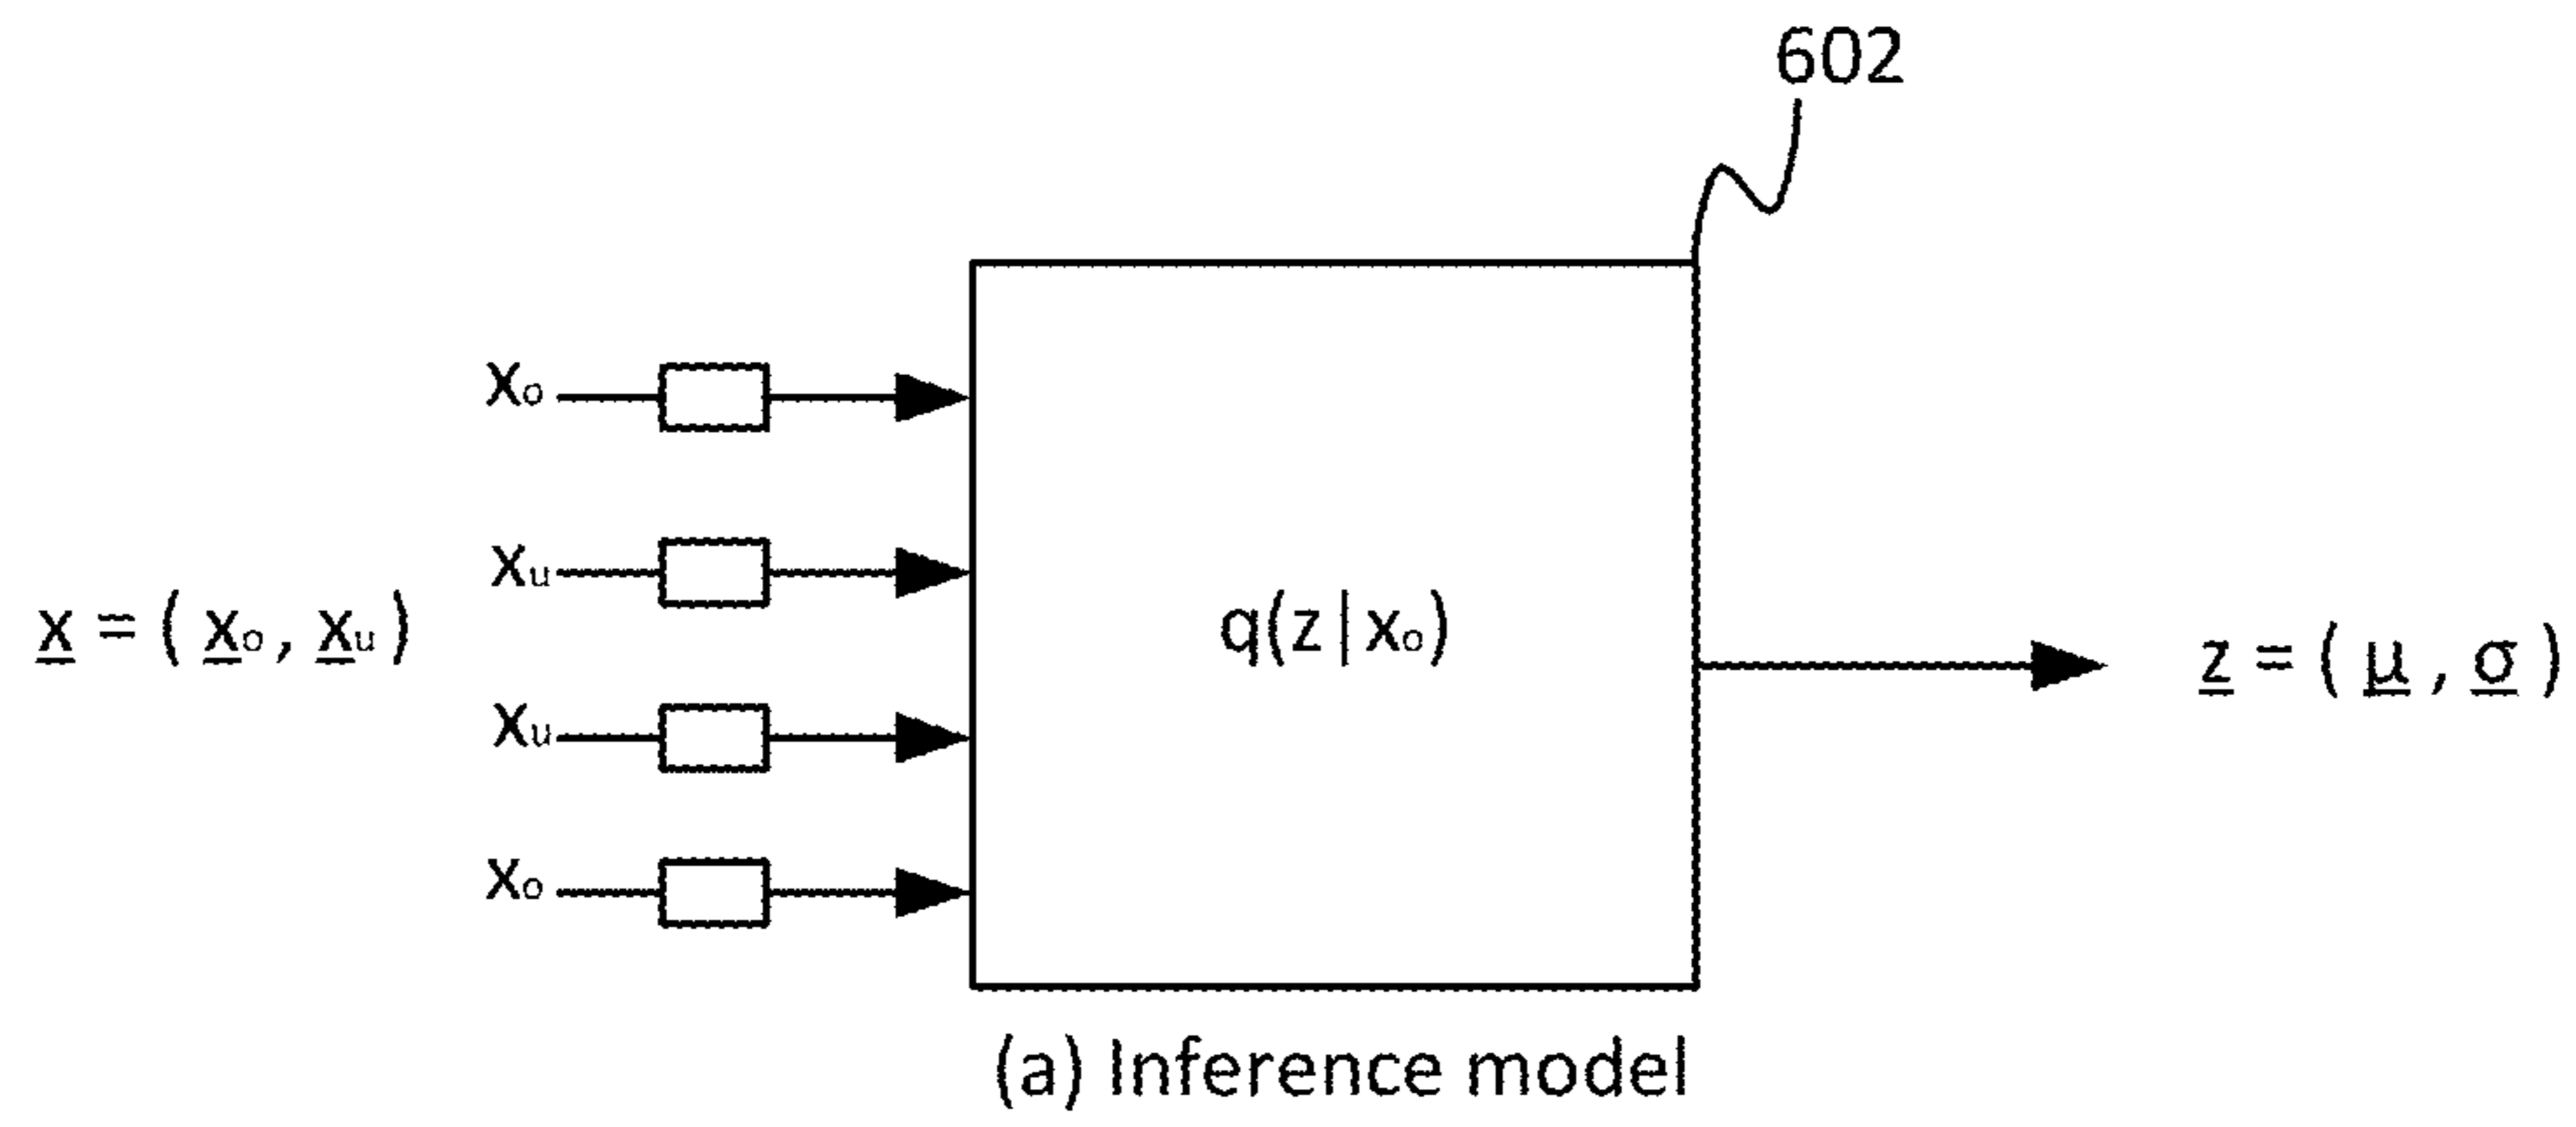 602
xₒ
xᵤ
x = ( xₒ , xᵤ )
q(z|xₒ)
z = ( μ , σ )
xᵤ
xₒ
(a) Inference model